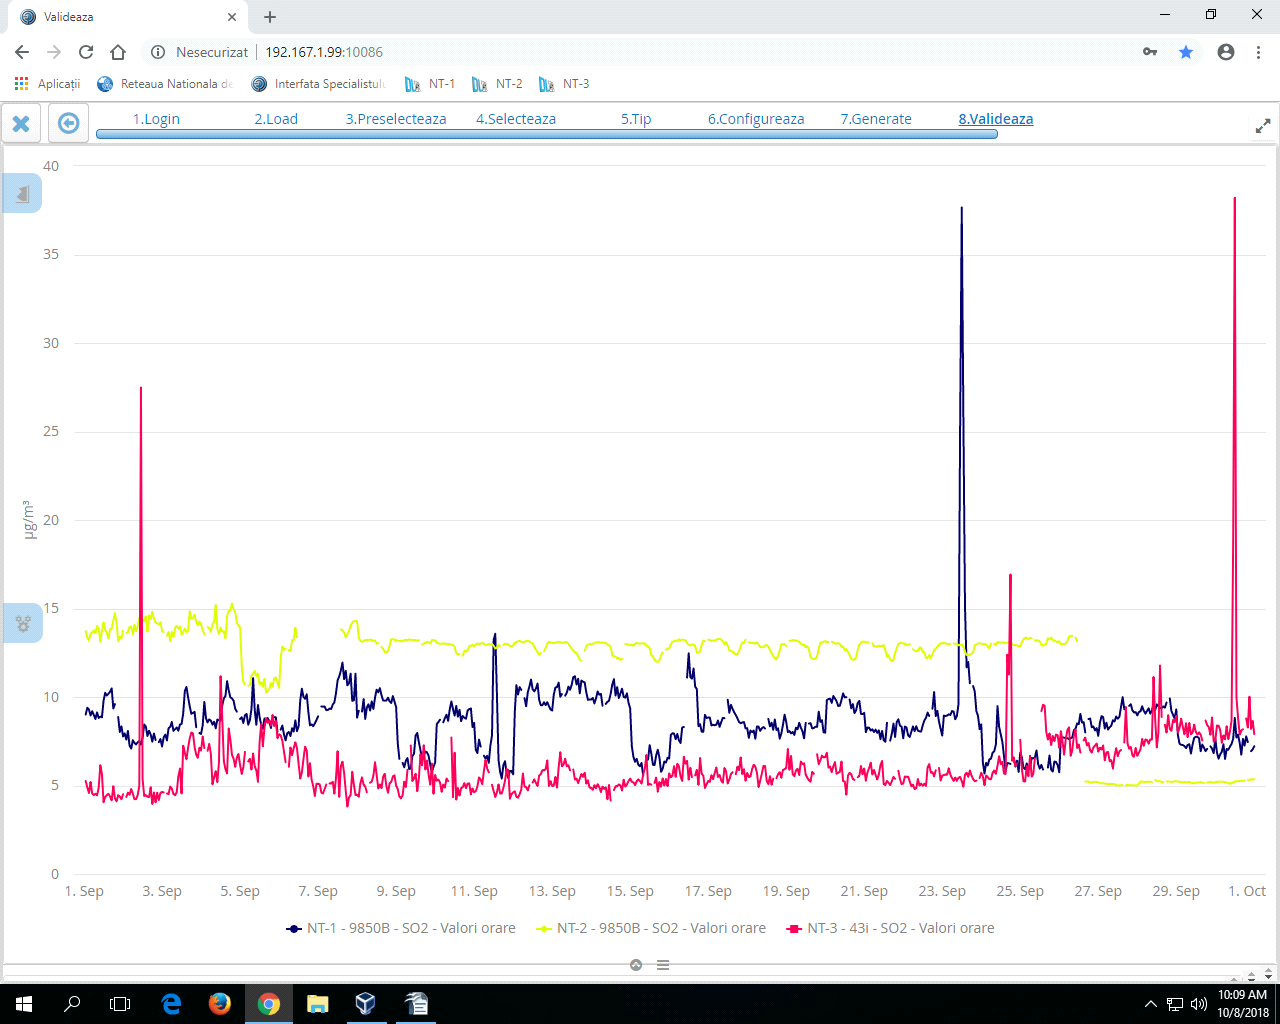 Valideaza
Nesecurizat | 192.167.1.99:10086
Aplicații Reteaua Nationala de Interfata Specialistulu NT-1 NT-2 NT-3
1.Login 2.Load 3.Preselecteaza 4.Selecteaza 5.Tip 6.Configureaza 7.Generate 8.Valideaza
40
35
30
25
20
15
10
5
0
µg/m³
1. Sep 3. Sep 5. Sep 7. Sep 9. Sep 11. Sep 13. Sep 15. Sep 17. Sep 19. Sep 21. Sep 23. Sep 25. Sep 27. Sep 29. Sep 1. Oct
NT-1 - 9850B - SO2 - Valori orare NT-2 - 9850B - SO2 - Valori orare NT-3 - 43i - SO2 - Valori orare
10:09 AM
10/8/2018